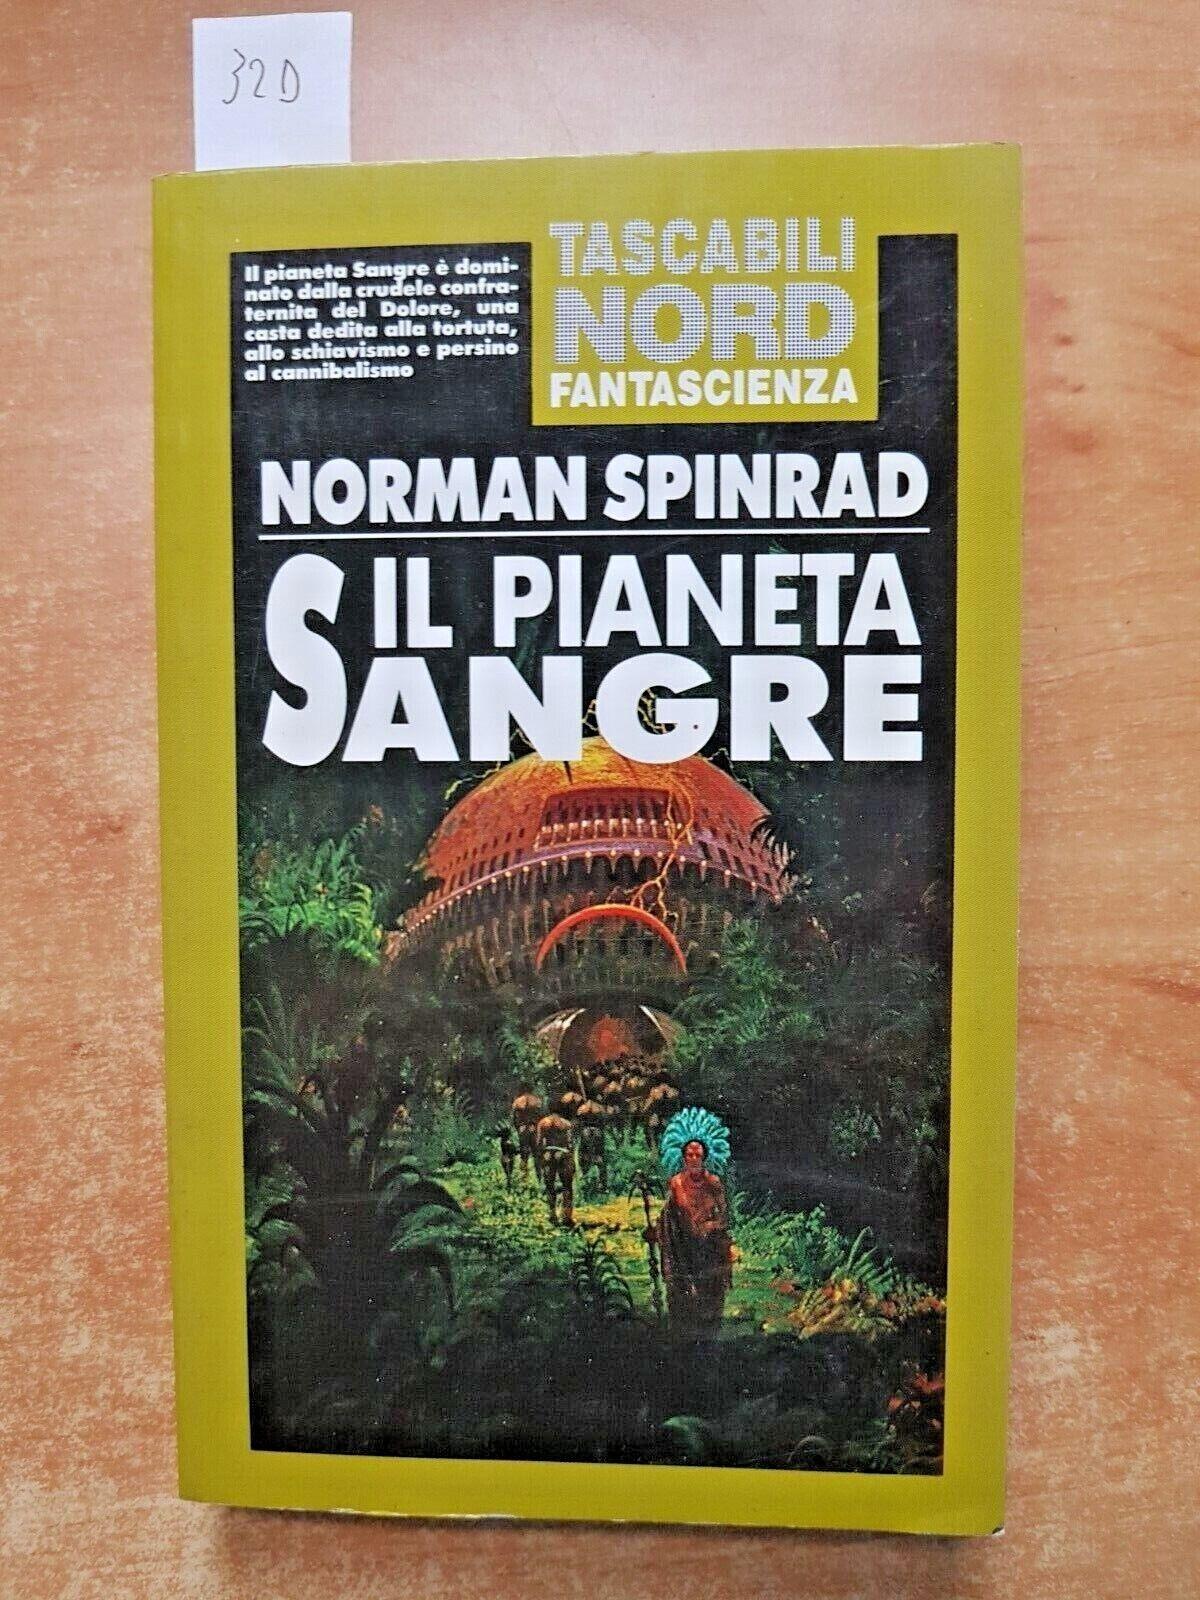 32D
Il pianeta Sangre è domi-
nato dalla crudele confra-
ternita del Dolore, una
casta dedita alla tortuta,
allo schiavismo e persino
al cannibalismo
TASCABILI
NORD
FANTASCIENZA
NORMAN SPINRAD
IL PIANETA
SANGRE